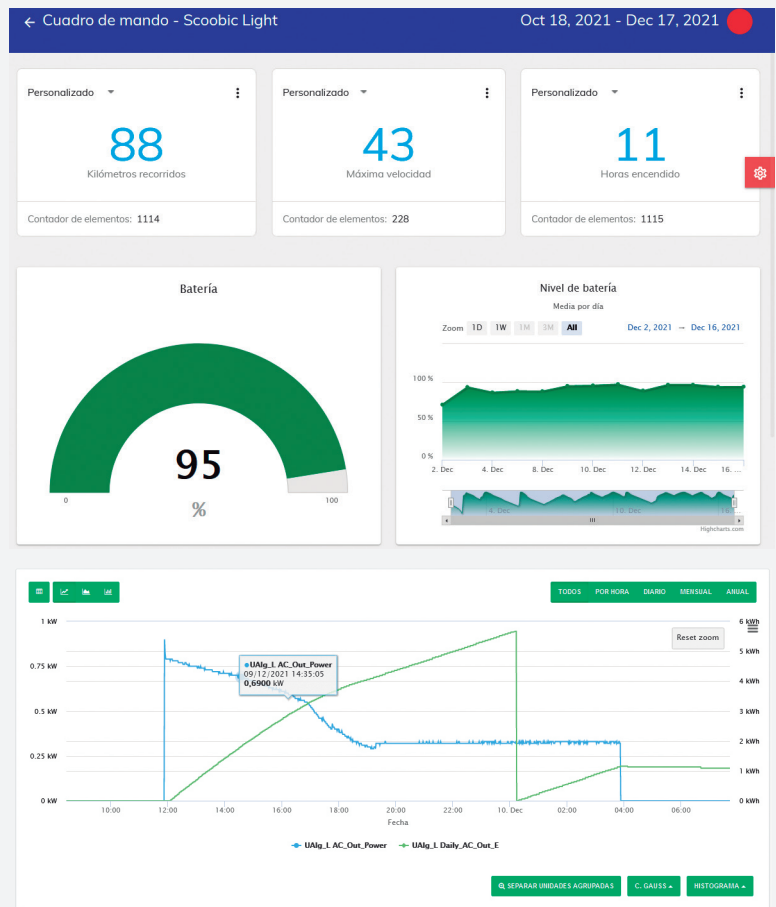 ← Cuadro de mando - Scoobic Light
Oct 18, 2021 - Dec 17, 2021
Personalizado
88
Kilómetros recorridos
Contador de elementos: 1114
Personalizado
43
Máxima velocidad
Contador de elementos: 228
Personalizado
11
Horas encendido
Contador de elementos: 1115
Batería
95
%
0
100
Nivel de batería
Media por día
Zoom 1D 1W 1M 3M All
Dec 2, 2021 → Dec 16, 2021
100 %
50 %
0 %
2. Dec 4. Dec 8. Dec 10. Dec 12. Dec 14. Dec 16. ...
4. Dec 10. Dec 16.
Highcharts.com
TODOS POR HORA DIARIO MENSUAL ANUAL
1 kW
0.75 kW
0.5 kW
0.25 kW
0 kW
6 kWh
5 kWh
4 kWh
3 kWh
2 kWh
1 kWh
0 kWh
Reset zoom
UAlg_L AC_Out_Power
09/12/2021 14:35:05
0,6900 kW
10:00 12:00 14:00 16:00 18:00 20:00 22:00 10. Dec 02:00 04:00 06:00
Fecha
UAlg_L AC_Out_Power UAlg_L Daily_AC_Out_E
SEPARAR UNIDADES AGRUPADAS
C. GAUSS
HISTOGRAMA